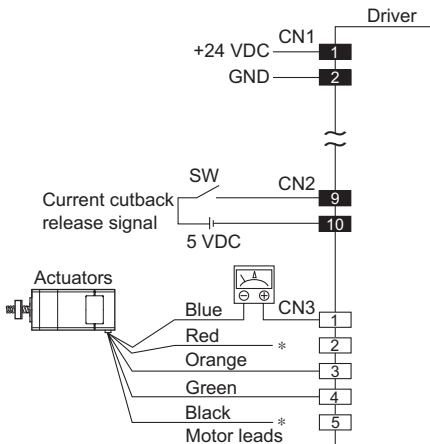 Driver
CN1
+24 VDC 1
GND 2
SW
CN2
Current cutback
release signal
9
10
5 VDC
Actuators
A
Blue
CN3
1
Red * 2
Orange 3
Green 4
Black * 5
Motor leads